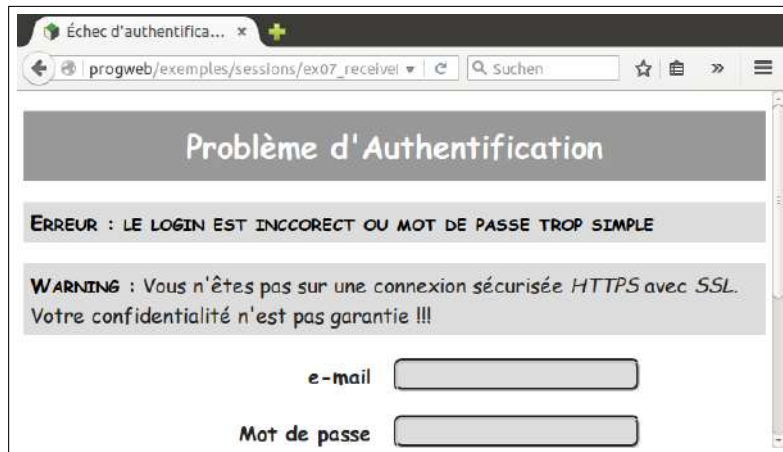 Échec d'authentifica... ×
progweb/exemples/sessions/ex07_receive
Suchen
Problème d'Authentification
ERREUR : LE LOGIN EST INCCORECT OU MOT DE PASSE TROP SIMPLE
WARNING : Vous n'êtes pas sur une connexion sécurisée HTTPS avec SSL.
Votre confidentialité n'est pas garantie !!!
e-mail
Mot de passe